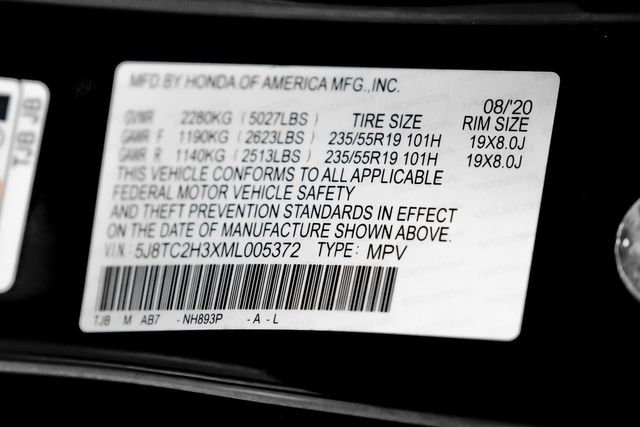 TJB JB
MFD BY HONDA OF AMERICA MFG.,INC.
08/'20
GVWR 2280KG (5027LBS) TIRE SIZE RIM SIZE
GAWR F 1190KG (2623LBS) 235/55R19 101H 19X8.0J
GAWR R 1140KG (2513LBS) 235/55R19 101H 19X8.0J
THIS VEHICLE CONFORMS TO ALL APPLICABLE
FEDERAL MOTOR VEHICLE SAFETY
AND THEFT PREVENTION STANDARDS IN EFFECT
ON THE DATE OF MANUFACTURE SHOWN ABOVE.
V.I.N.: 5J8TC2H3XML005372 TYPE: MPV
TJB M AB7 -NH893P -A-L